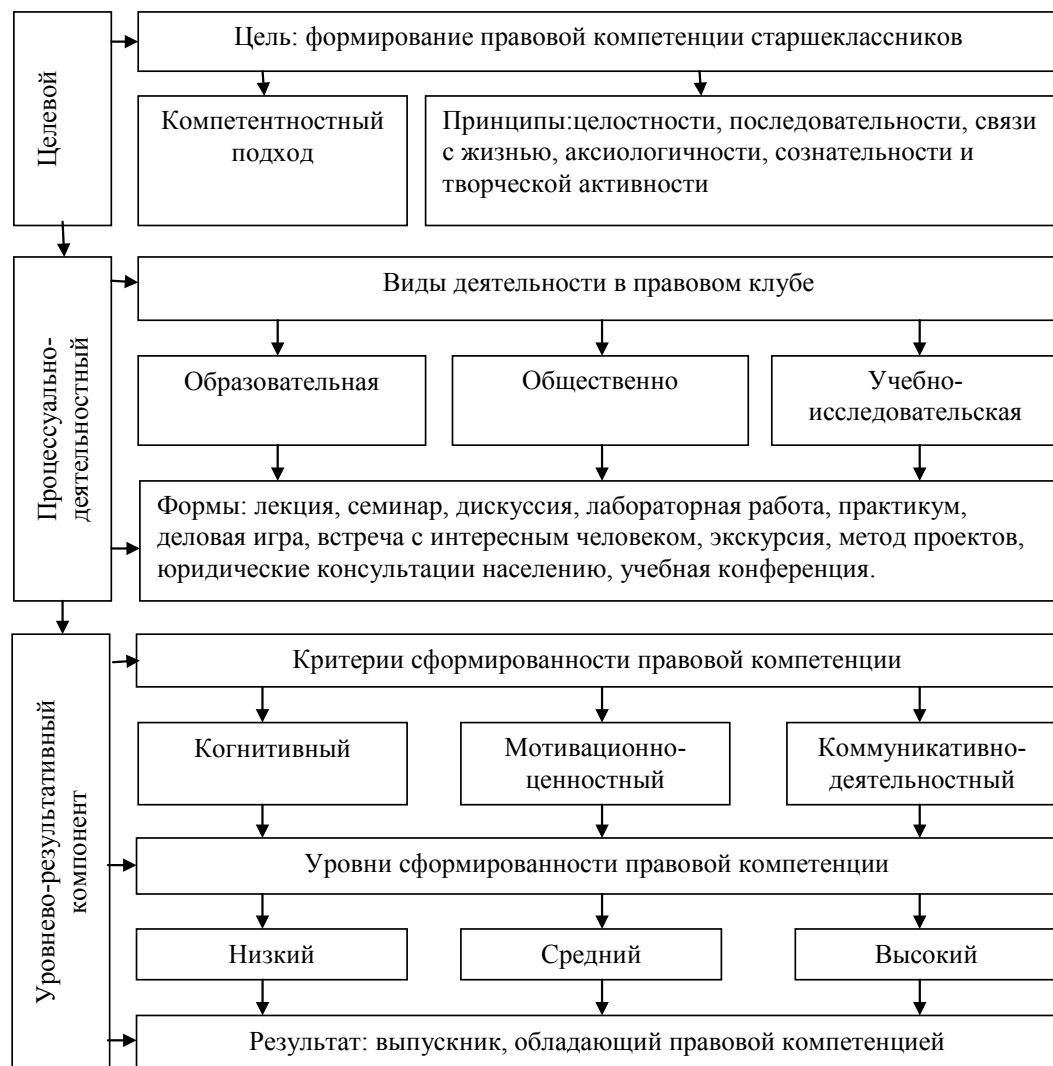 Целевой
Цель: формирование правовой компетенции старшеклассников
Компетентностный
подход
Принципы:целостности, последовательности, связи
с жизнью, аксиологичности, сознательности и
творческой активности
Процессуально-
деятельностный
Виды деятельности в правовом клубе
Образовательная
Общественно
Учебно-
исследовательская
Формы: лекция, семинар, дискуссия, лабораторная работа, практикум,
деловая игра, встреча с интересным человеком, экскурсия, метод проектов,
юридические консультации населению, учебная конференция.
Уровнево-результативный
компонент
Критерии сформированности правовой компетенции
Когнитивный
Мотивационно-
ценностный
Коммуникативно-
деятельностный
Уровни сформированности правовой компетенции
Низкий
Средний
Высокий
Результат: выпускник, обладающий правовой компетенцией